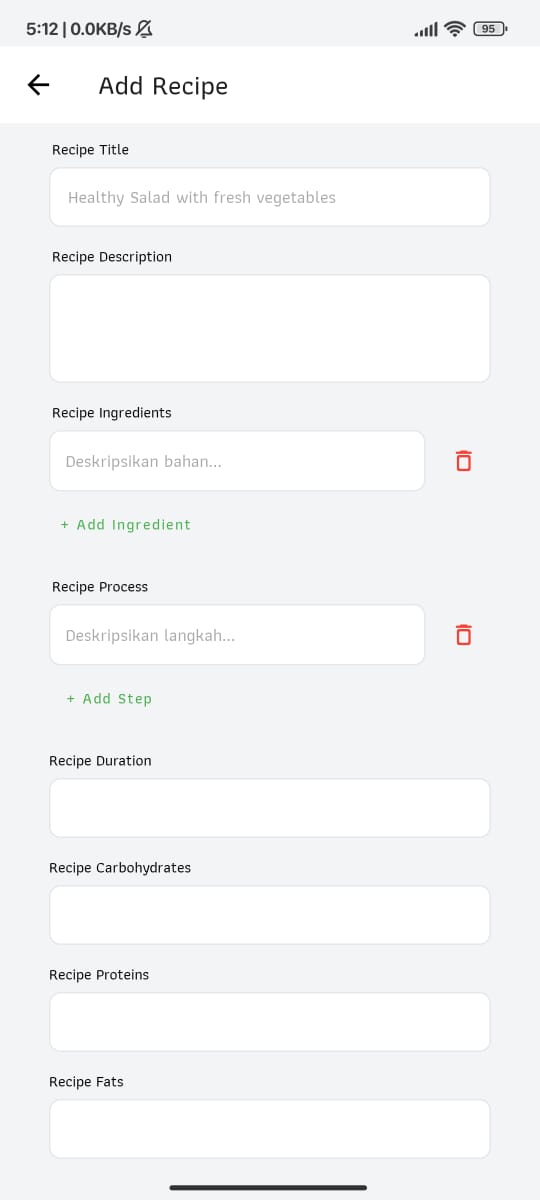 5:12 | 0.0KB/s
95
Add Recipe
Recipe Title
Healthy Salad with fresh vegetables
Recipe Description
Recipe Ingredients
Deskripsikan bahan...
+ Add Ingredient
Recipe Process
Deskripsikan langkah...
+ Add Step
Recipe Duration
Recipe Carbohydrates
Recipe Proteins
Recipe Fats